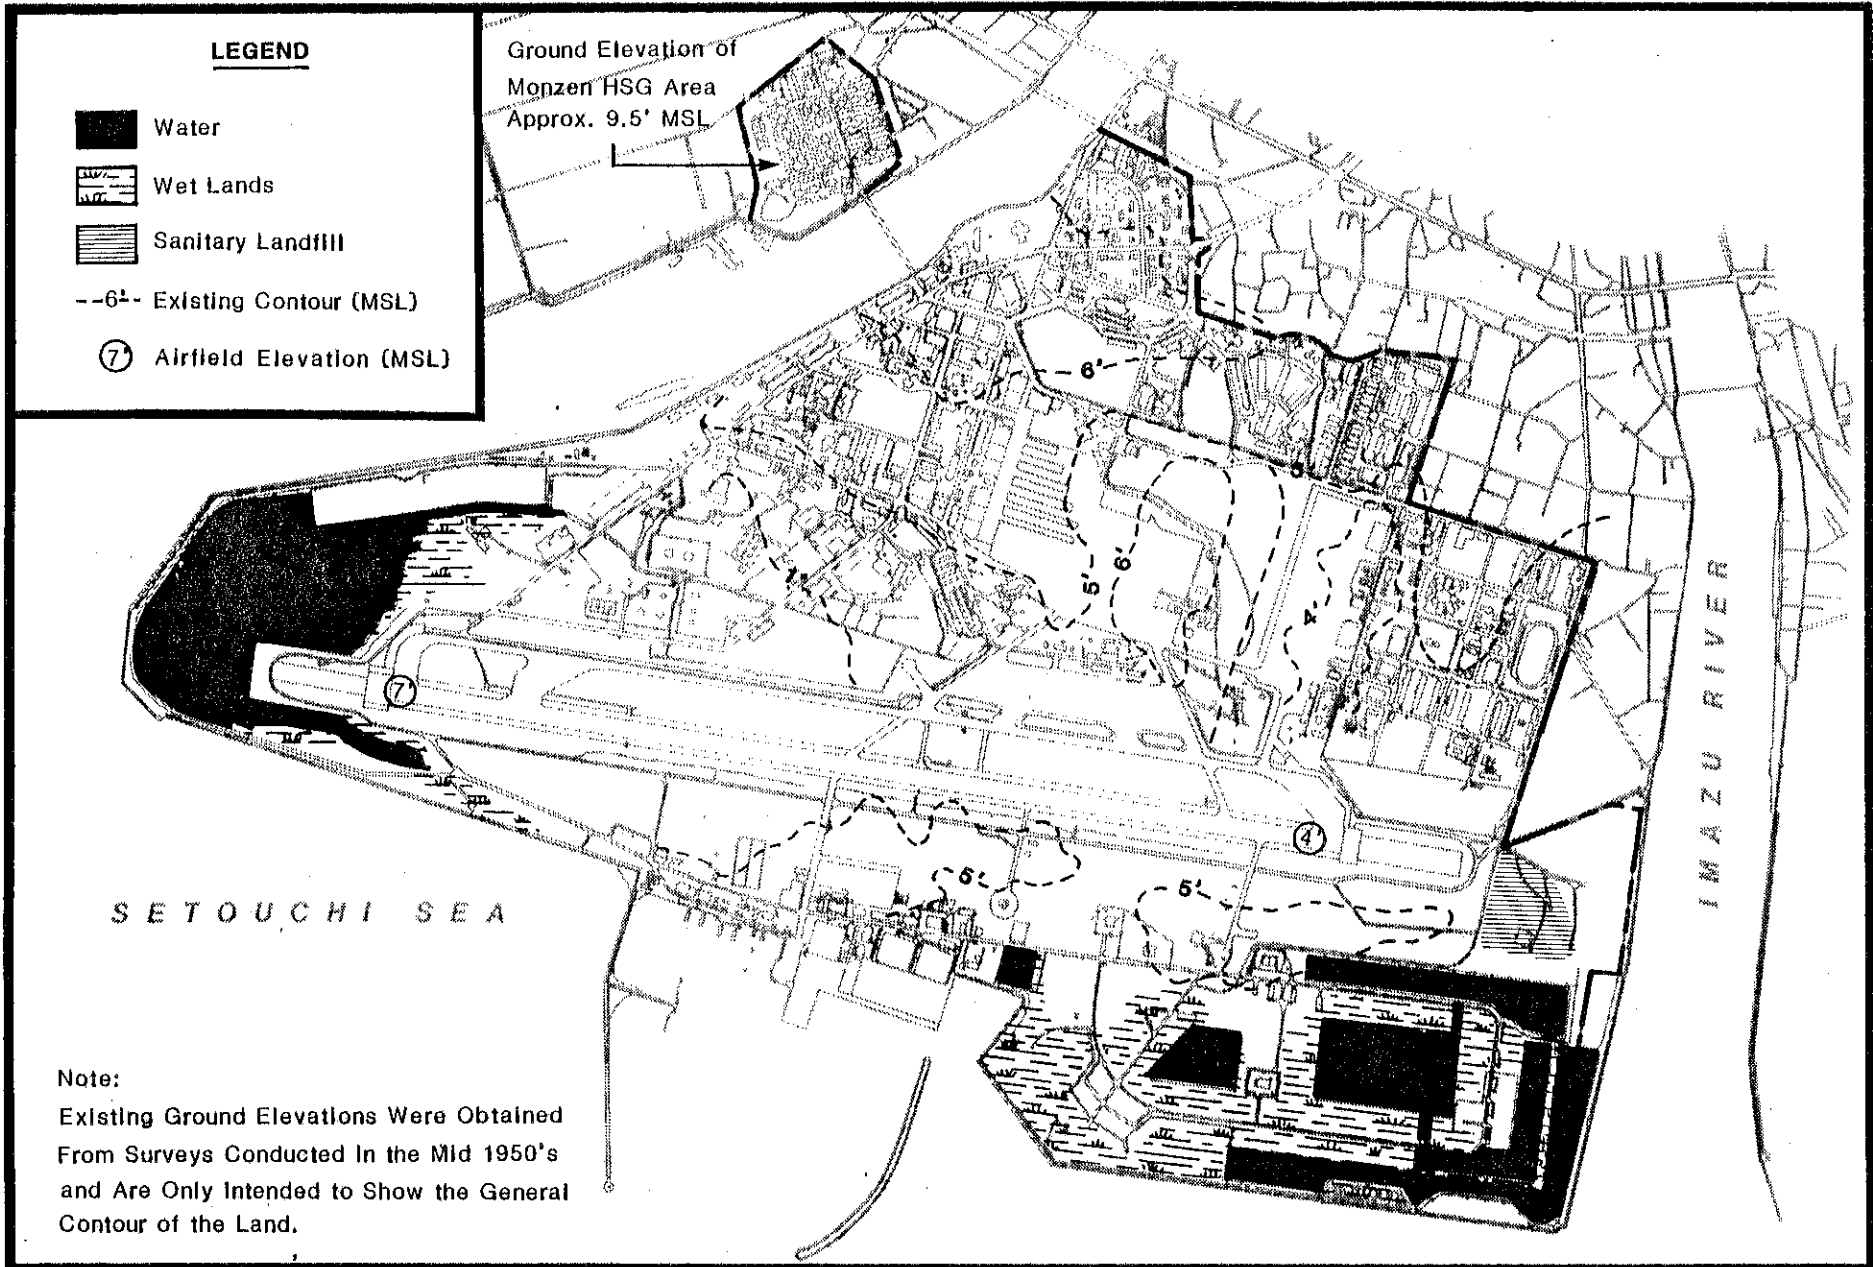 LEGEND
Water
Wet Lands
Sanitary Landfill
--6'-- Existing Contour (MSL)
7' Airfield Elevation (MSL)
Ground Elevation of
Monzen HSG Area
Approx. 9.5' MSL
6'
5'
7'
5'
6'
4'
7'
4'
5'
5'
IMAZU RIVER
SETOUCHI SEA
Note:
Existing Ground Elevations Were Obtained
From Surveys Conducted in the Mid 1950's
and Are Only Intended to Show the General
Contour of the Land.